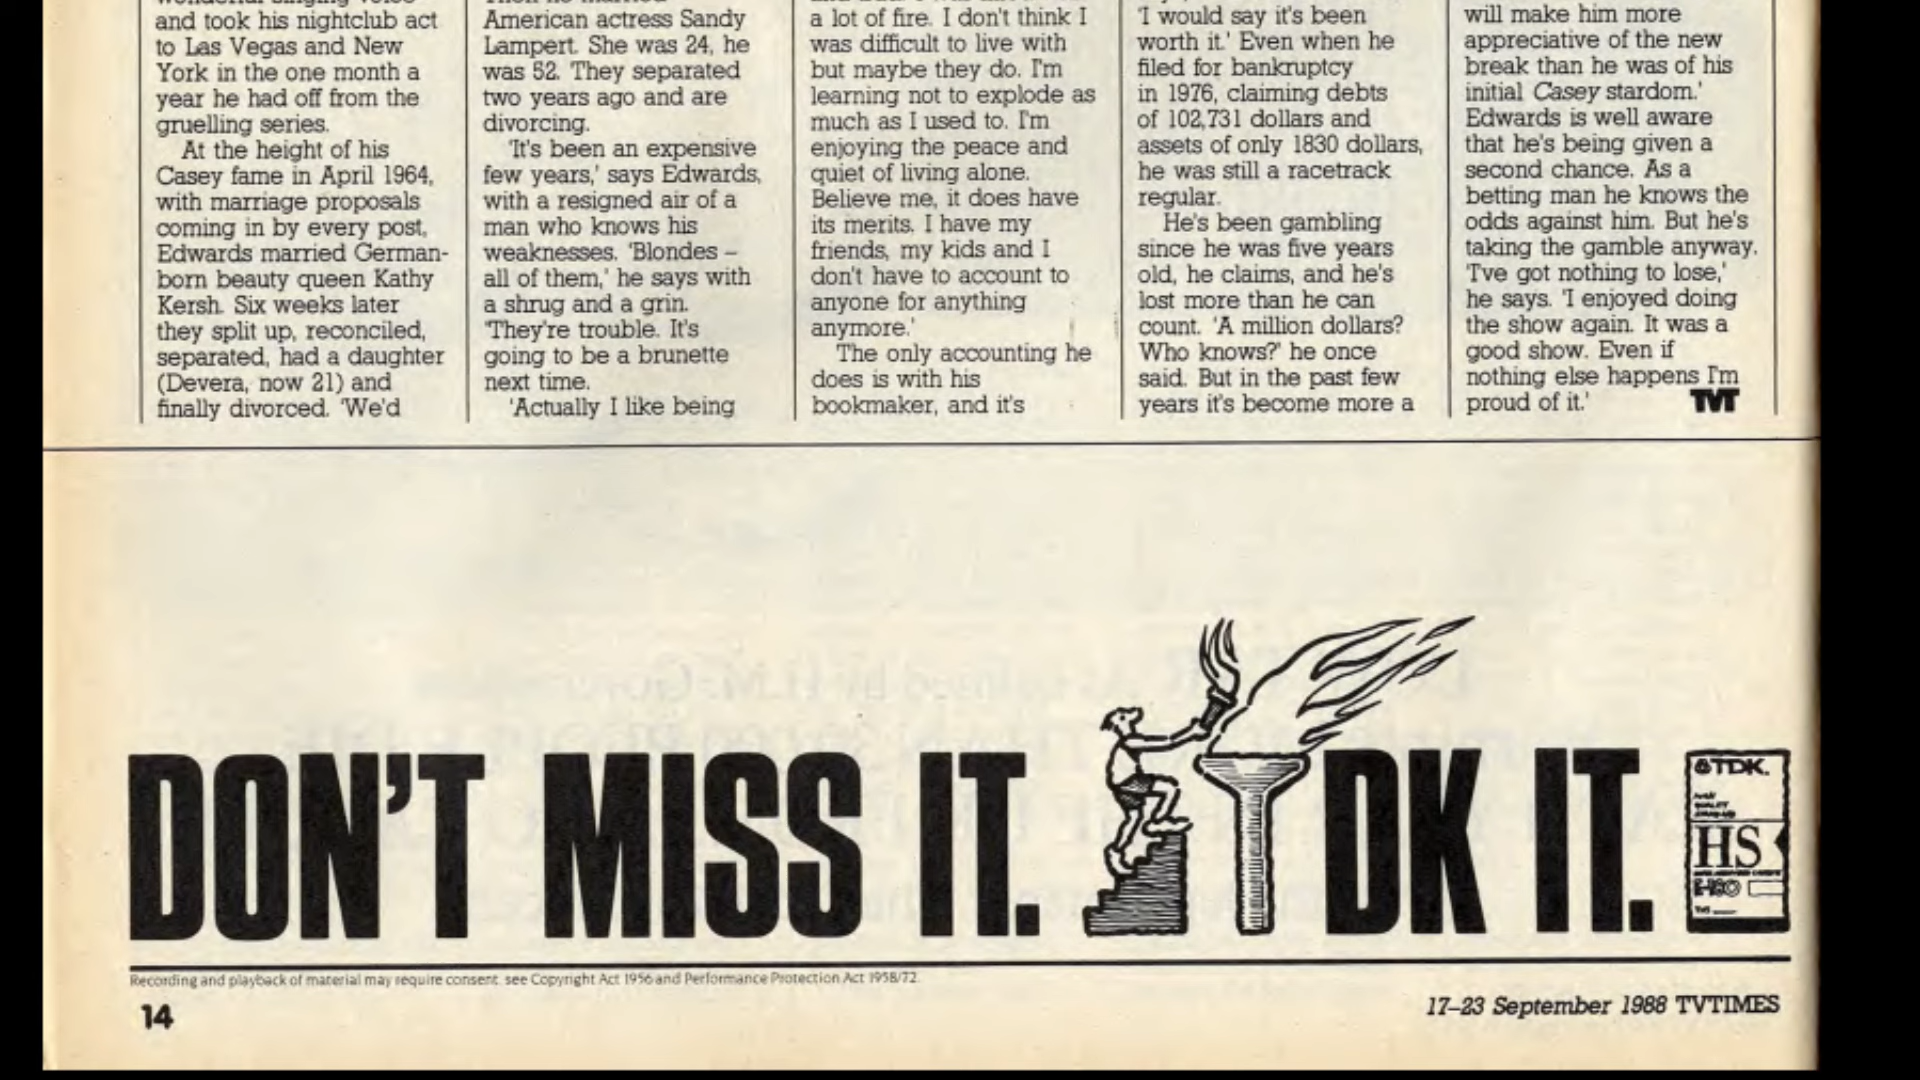 wonderful singing voice
and took his nightclub act
to Las Vegas and New
York in the one month a
year he had off from the
gruelling series.
At the height of his
Casey fame in April 1964,
with marriage proposals
coming in by every post,
Edwards married German-
born beauty queen Kathy
Kersh. Six weeks later
they split up, reconciled,
separated, had a daughter
(Devera, now 21) and
finally divorced. 'We'd
American actress Sandy
Lampert. She was 24, he
was 52. They separated
two years ago and are
divorcing.
'It's been an expensive
few years,' says Edwards,
with a resigned air of a
man who knows his
weaknesses. 'Blondes –
all of them,' he says with
a shrug and a grin.
'They're trouble. It's
going to be a brunette
next time.
'Actually I like being
a lot of fire. I don't think I
was difficult to live with
but maybe they do. I'm
learning not to explode as
much as I used to. I'm
enjoying the peace and
quiet of living alone.
Believe me, it does have
its merits. I have my
friends, my kids and I
don't have to account to
anyone for anything
anymore.'
The only accounting he
does is with his
bookmaker, and it's
'I would say it's been
worth it.' Even when he
filed for bankruptcy
in 1976, claiming debts
of 102,731 dollars and
assets of only 1830 dollars,
he was still a racetrack
regular.
He's been gambling
since he was five years
old, he claims, and he's
lost more than he can
count. 'A million dollars?
Who knows?' he once
said. But in the past few
years it's become more a
will make him more
appreciative of the new
break than he was of his
initial Casey stardom.'
Edwards is well aware
that he's being given a
second chance. As a
betting man he knows the
odds against him. But he's
taking the gamble anyway.
'I've got nothing to lose,'
he says. 'I enjoyed doing
the show again. It was a
good show. Even if
nothing else happens I'm
proud of it.' TVT
DON'T MISS IT. TDK IT.
TDK.
HS
E-180
Recording and playback of material may require consent. see Copyright Act 1956 and Performance Protection Act 1958/72.
14
17–23 September 1988 TVTIMES